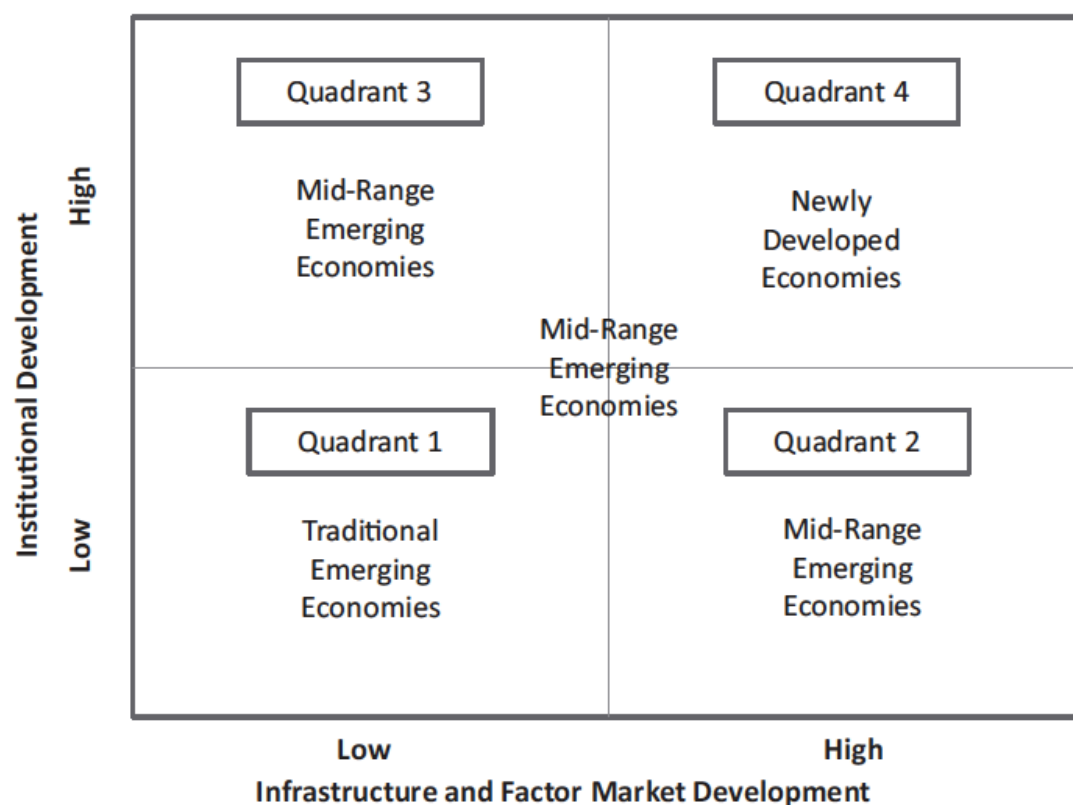 Quadrant 3
Quadrant 4
Mid-Range
Emerging
Economies
Newly
Developed
Economies
Mid-Range
Emerging
Economies
Quadrant 1
Quadrant 2
Traditional
Emerging
Economies
Mid-Range
Emerging
Economies
Institutional Development
High
Low
Low
High
Infrastructure and Factor Market Development